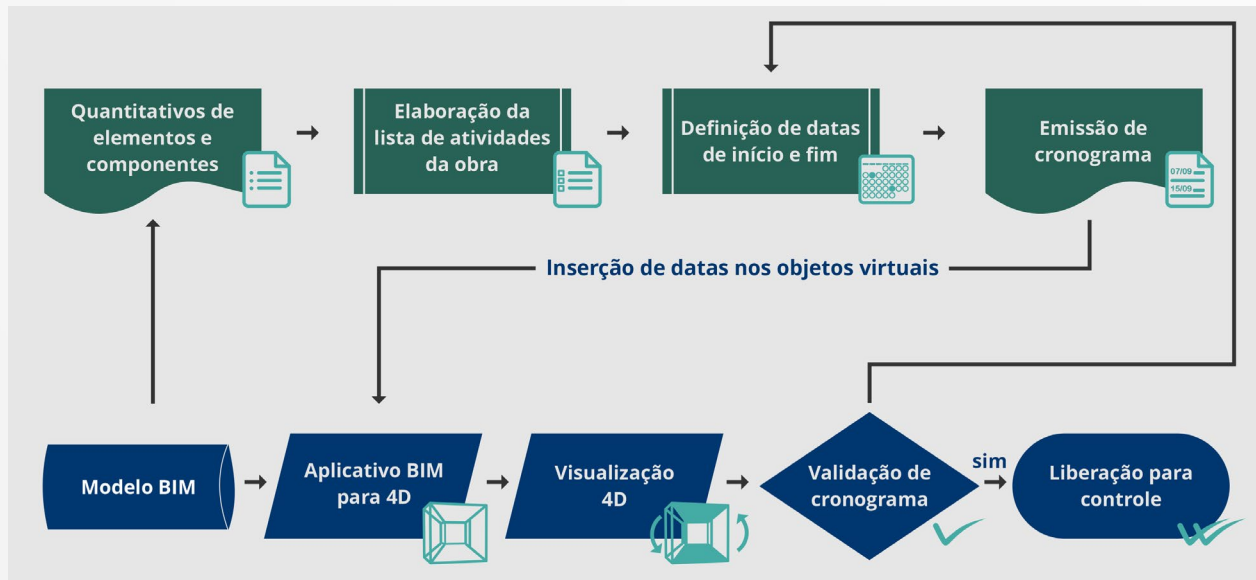 Quantitativos de
elementos e
componentes
Elaboração da
lista de atividades
da obra
Definição de datas
de início e fim
Emissão de
cronograma
07/09
15/09
Inserção de datas nos objetos virtuais
Modelo BIM
Aplicativo BIM
para 4D
Visualização
4D
Validação de
cronograma
sim
Liberação para
controle